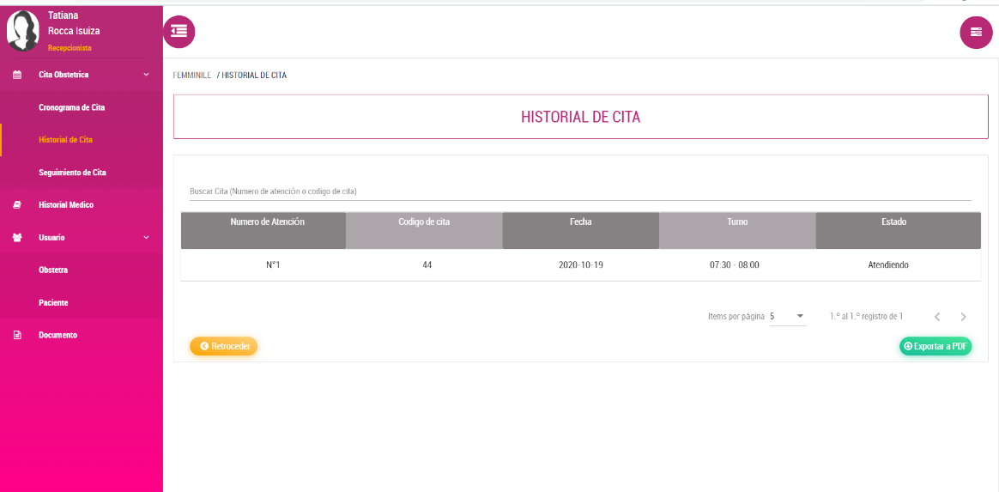 Tatiana
Rocca Isuiza
Recepcionista
Cita Obstetrica
Cronograma de Cita
Historial de Cita
Seguimiento de Cita
Historial Medico
Usuario
Obstetra
Paciente
Documento
FEMMINILE / HISTORIAL DE CITA
HISTORIAL DE CITA
Buscar Cita (Numero de atención o codigo de cita)
Numero de Atención Codigo de cita Fecha Turno Estado
N°1 44 2020-10-19 07:30 - 08:00 Atendiendo
Items por página 5 1.º al 1.º registro de 1
Retroceder Exportar a PDF